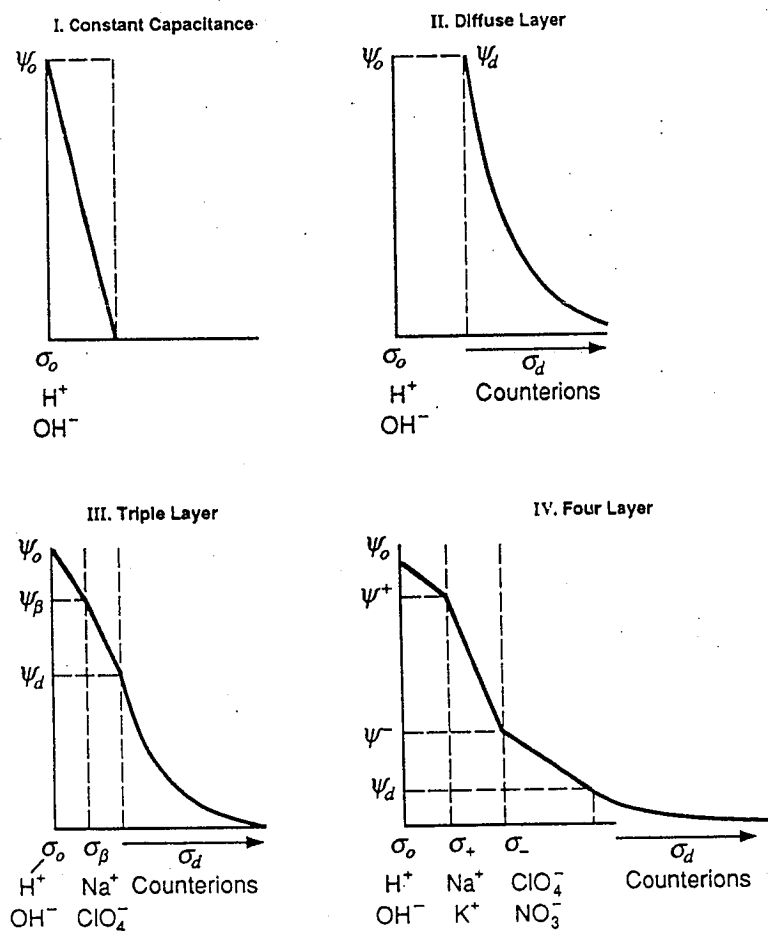 I. Constant Capacitance
ψo
σo
H⁺
OH⁻
II. Diffuse Layer
ψo ψd
σo σd
H⁺ Counterions
OH⁻
III. Triple Layer
ψo
ψβ
ψd
σo σβ σd
H⁺ Na⁺ Counterions
OH⁻ ClO₄⁻
IV. Four Layer
ψo
ψ⁺
ψ⁻
ψd
σo σ₊ σ₋ σd
H⁺ Na⁺ ClO₄⁻ Counterions
OH⁻ K⁺ NO₃⁻